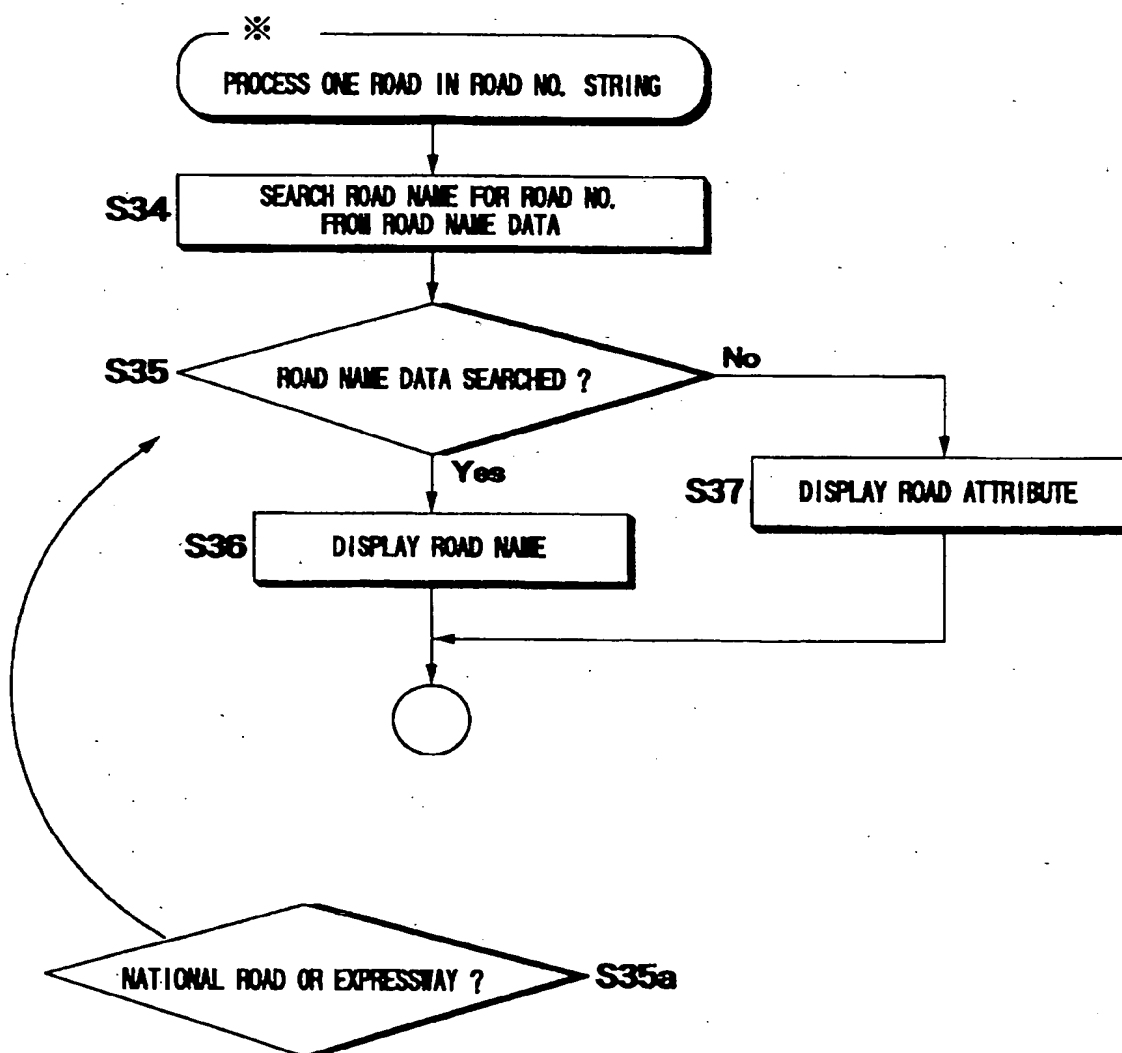 ※
PROCESS ONE ROAD IN ROAD NO. STRING
S34
SEARCH ROAD NAME FOR ROAD NO.
FROM ROAD NAME DATA
S35
ROAD NAME DATA SEARCHED ?
No
Yes
S37
DISPLAY ROAD ATTRIBUTE
S36
DISPLAY ROAD NAME
NATIONAL ROAD OR EXPRESSWAY ?
S35a